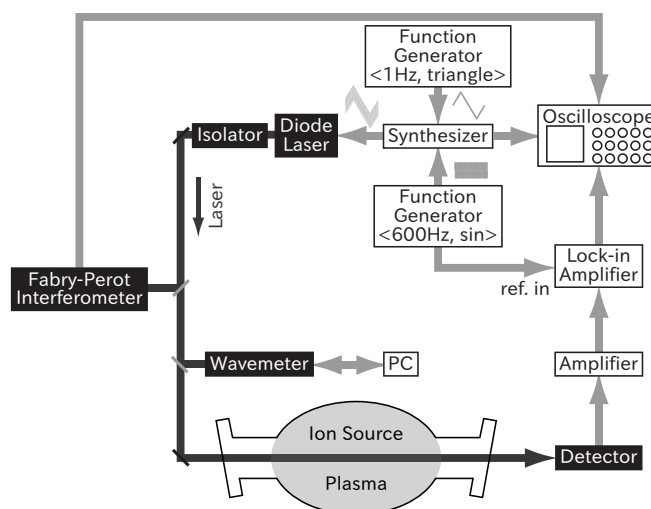 Function
Generator
<1Hz, triangle>
Oscilloscope
Isolator
Diode
Laser
Synthesizer
Laser
Function
Generator
<600Hz, sin>
Fabry-Perot
Interferometer
Lock-in
Amplifier
ref. in
Wavemeter
PC
Amplifier
Ion Source
Plasma
Detector